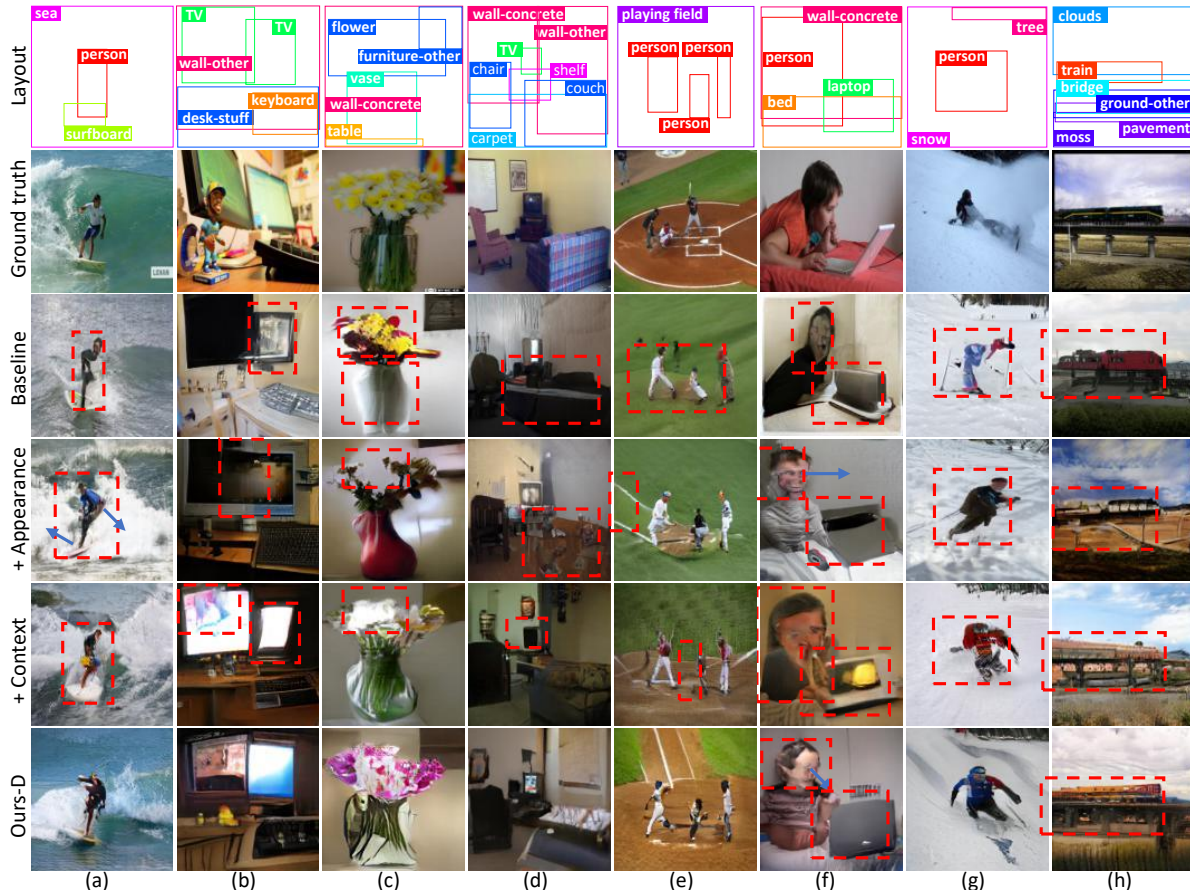 Layout
sea
person
surfboard
TV
TV
wall-other
keyboard
desk-stuff
flower
furniture-other
vase
wall-concrete
table
wall-concrete
wall-other
TV
chair
shelf
couch
carpet
playing field
person
person
person
wall-concrete
person
laptop
bed
tree
person
snow
clouds
train
bridge
ground-other
pavement
moss
Ground truth
Baseline
+ Appearance
+ Context
Ours-D
(a)
(b)
(c)
(d)
(e)
(f)
(g)
(h)